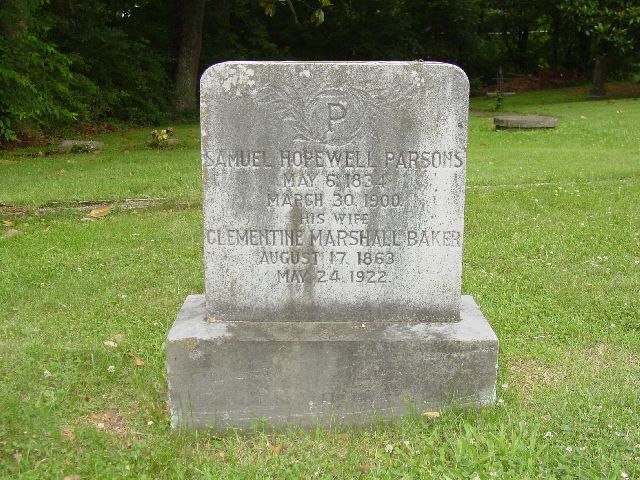 P
SAMUEL HOPEWELL PARSONS
MAY 6, 1834
MARCH 30, 1900.
HIS WIFE
CLEMENTINE MARSHALL BAKER
AUGUST 17, 1863
MAY 24, 1922.